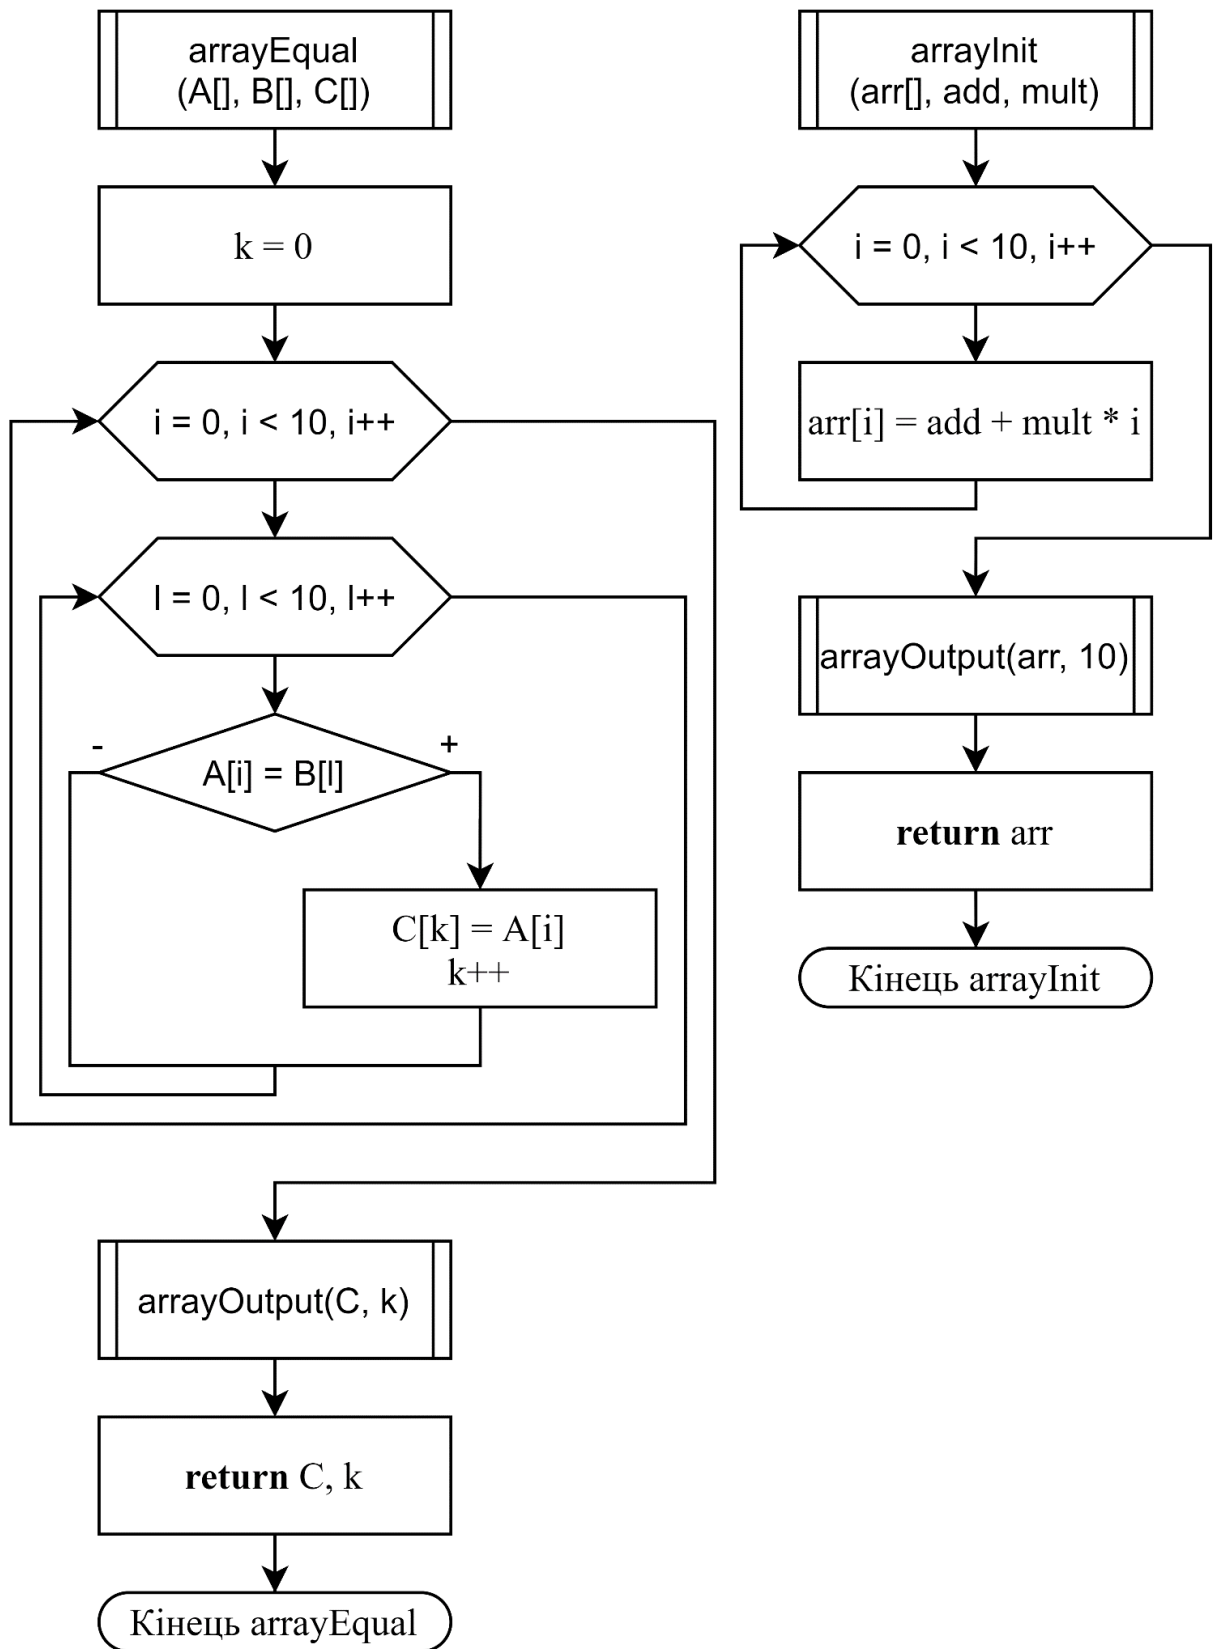 arrayEqual
(A[], B[], C[])
k = 0
i = 0, i < 10, i++
l = 0, l < 10, l++
-
+
A[i] = B[l]
C[k] = A[i]
k++
arrayOutput(C, k)
return C, k
Кінець arrayEqual
arrayInit
(arr[], add, mult)
i = 0, i < 10, i++
arr[i] = add + mult * i
arrayOutput(arr, 10)
return arr
Кінець arrayInit